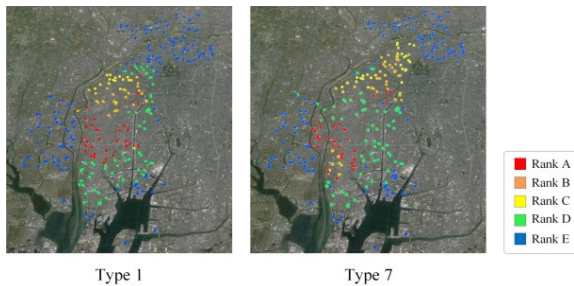 Rank A
Rank B
Rank C
Rank D
Rank E
Type 1
Type 7